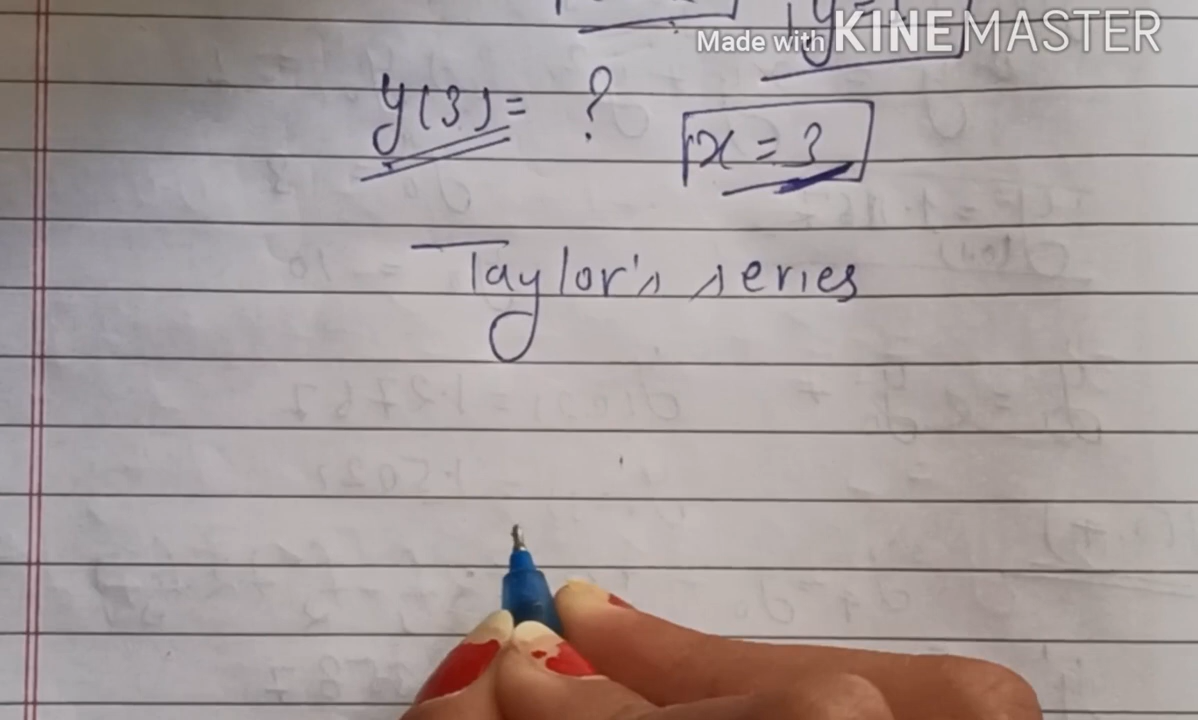 Made with KINEMASTER
y(3) = ?
x = 3
Taylor's series